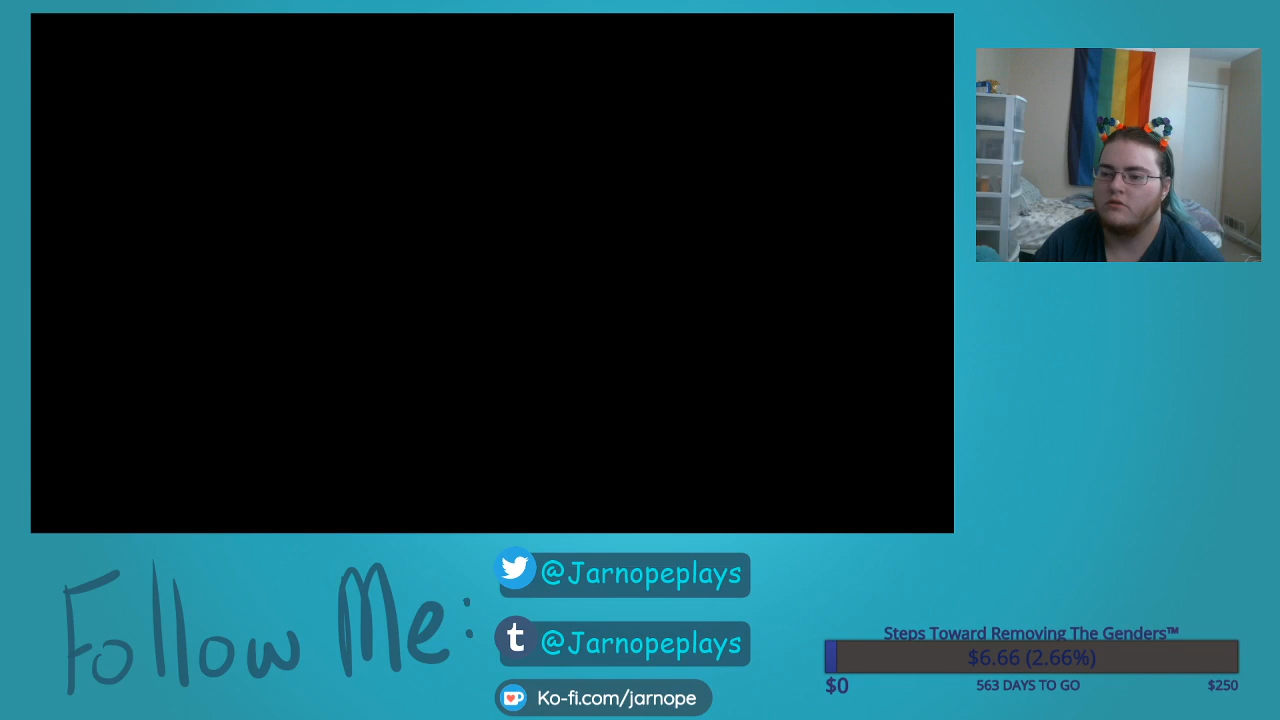 Follow Me:
@Jarnopeplays
t @Jarnopeplays
Ko-fi.com/jarnope
Steps Toward Removing The Genders™
$6.66 (2.66%)
$0
563 DAYS TO GO
$250